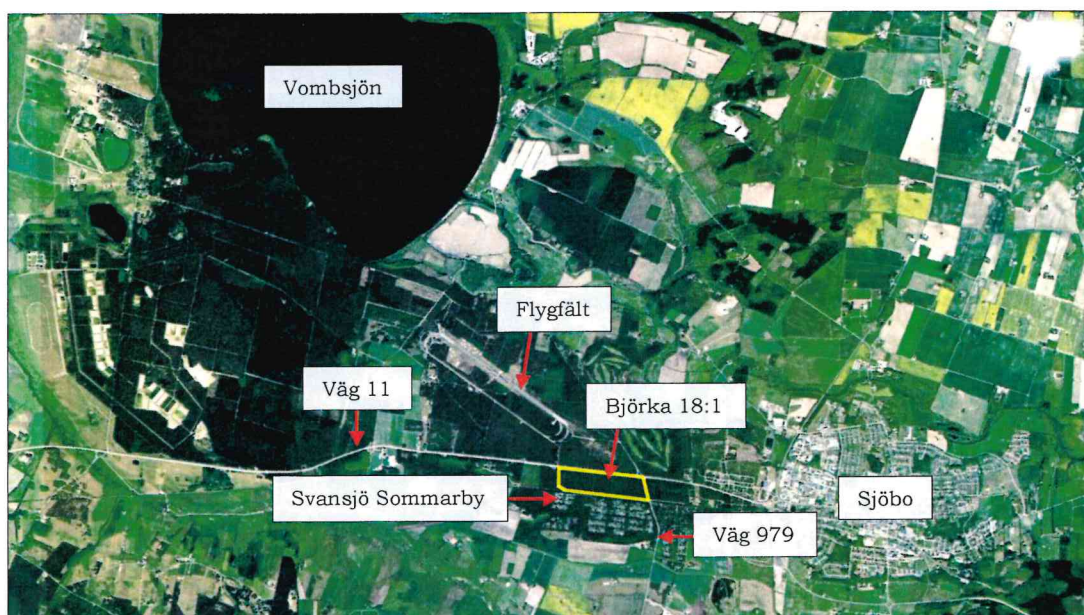 Vombsjön
Flygfält
Väg 11
Björka 18:1
Svansjö Sommarby
Sjöbo
Väg 979